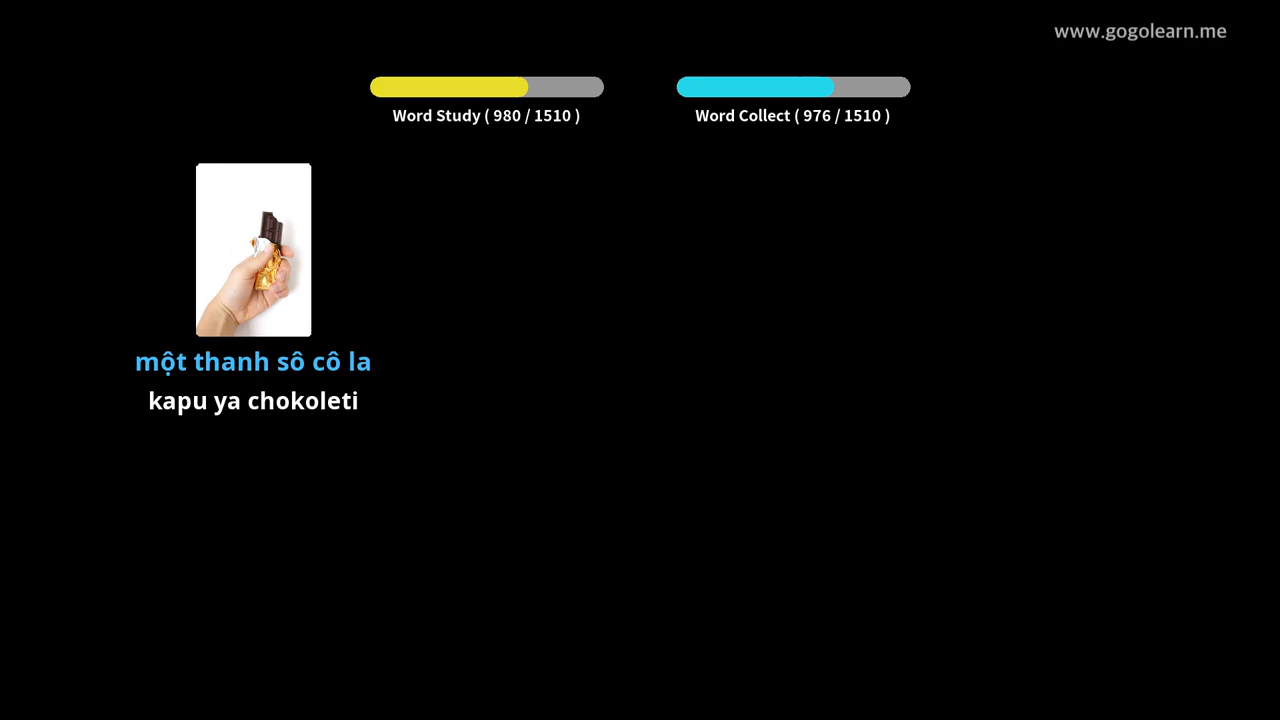 www.gogolearn.me
Word Study ( 980 / 1510 )
Word Collect ( 976 / 1510 )
một thanh sô cô la
kapu ya chokoleti